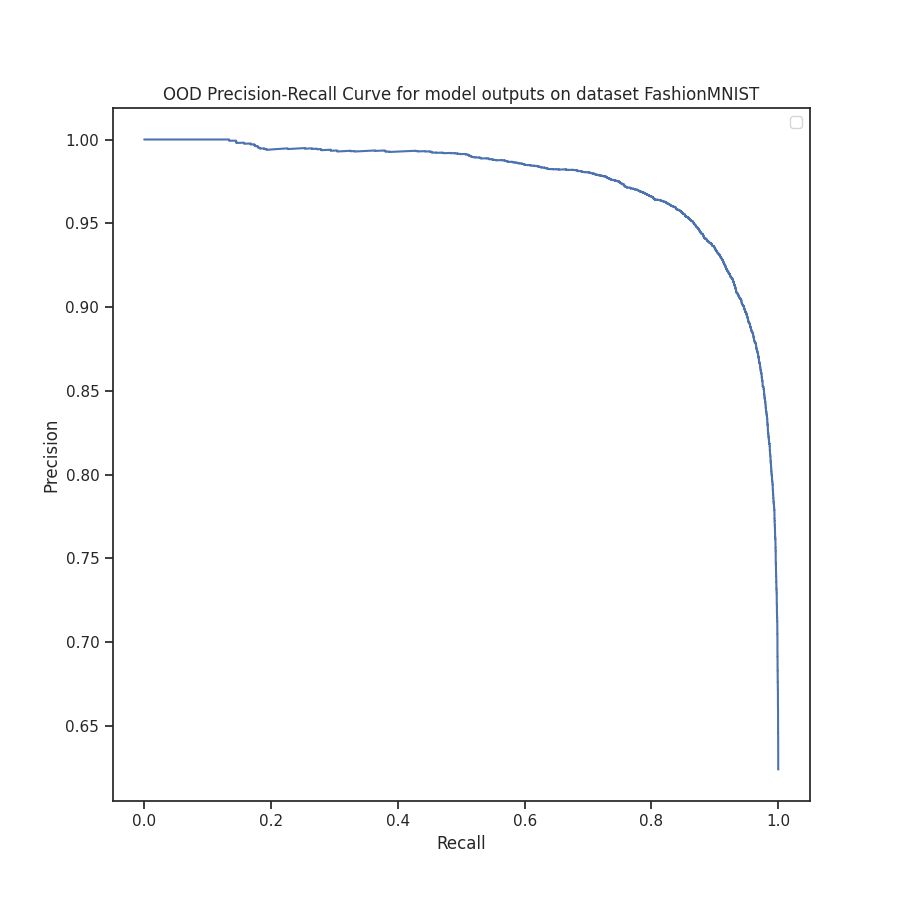 OOD Precision-Recall Curve for model outputs on dataset FashionMNIST
1.00
0.95
0.90
0.85
0.80
0.75
0.70
0.65
Precision
0.0 0.2 0.4 0.6 0.8 1.0
Recall